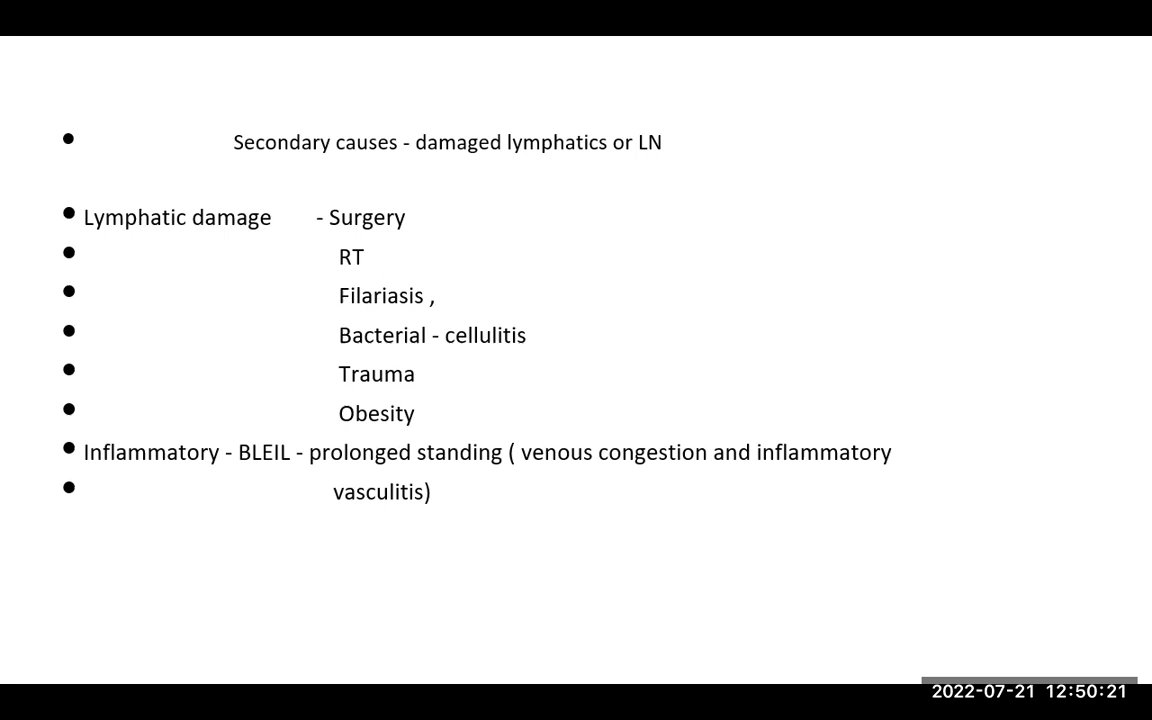 Secondary causes - damaged lymphatics or LN
Lymphatic damage - Surgery
RT
Filariasis ,
Bacterial - cellulitis
Trauma
Obesity
Inflammatory - BLEIL - prolonged standing ( venous congestion and inflammatory
vasculitis)
2022-07-21 12:50:21